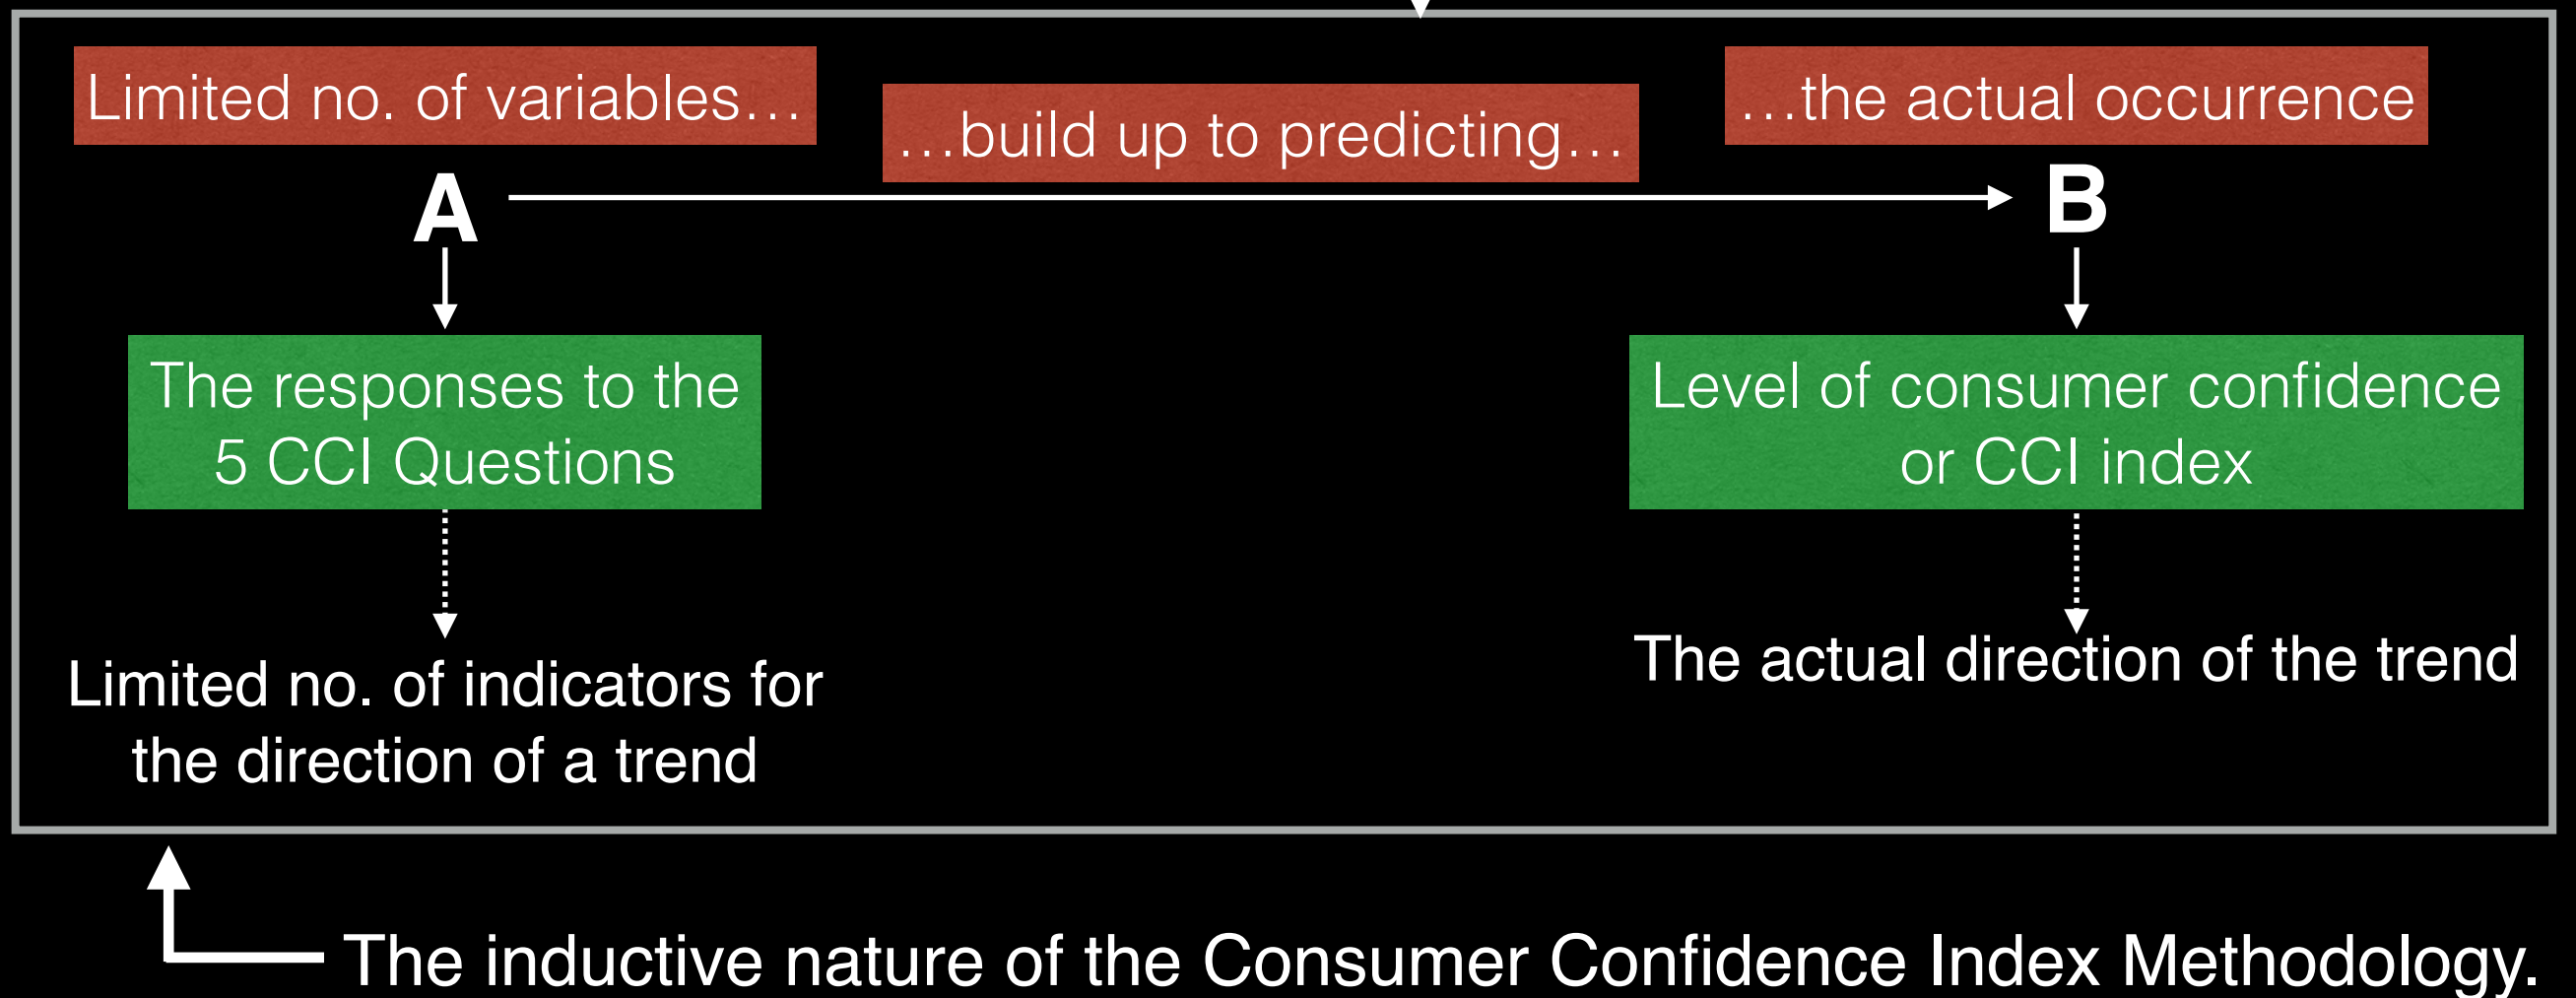 Limited no. of variables…
…build up to predicting…
…the actual occurrence
A
B
The responses to the
5 CCI Questions
Level of consumer confidence
or CCI index
Limited no. of indicators for
the direction of a trend
The actual direction of the trend
The inductive nature of the Consumer Confidence Index Methodology.